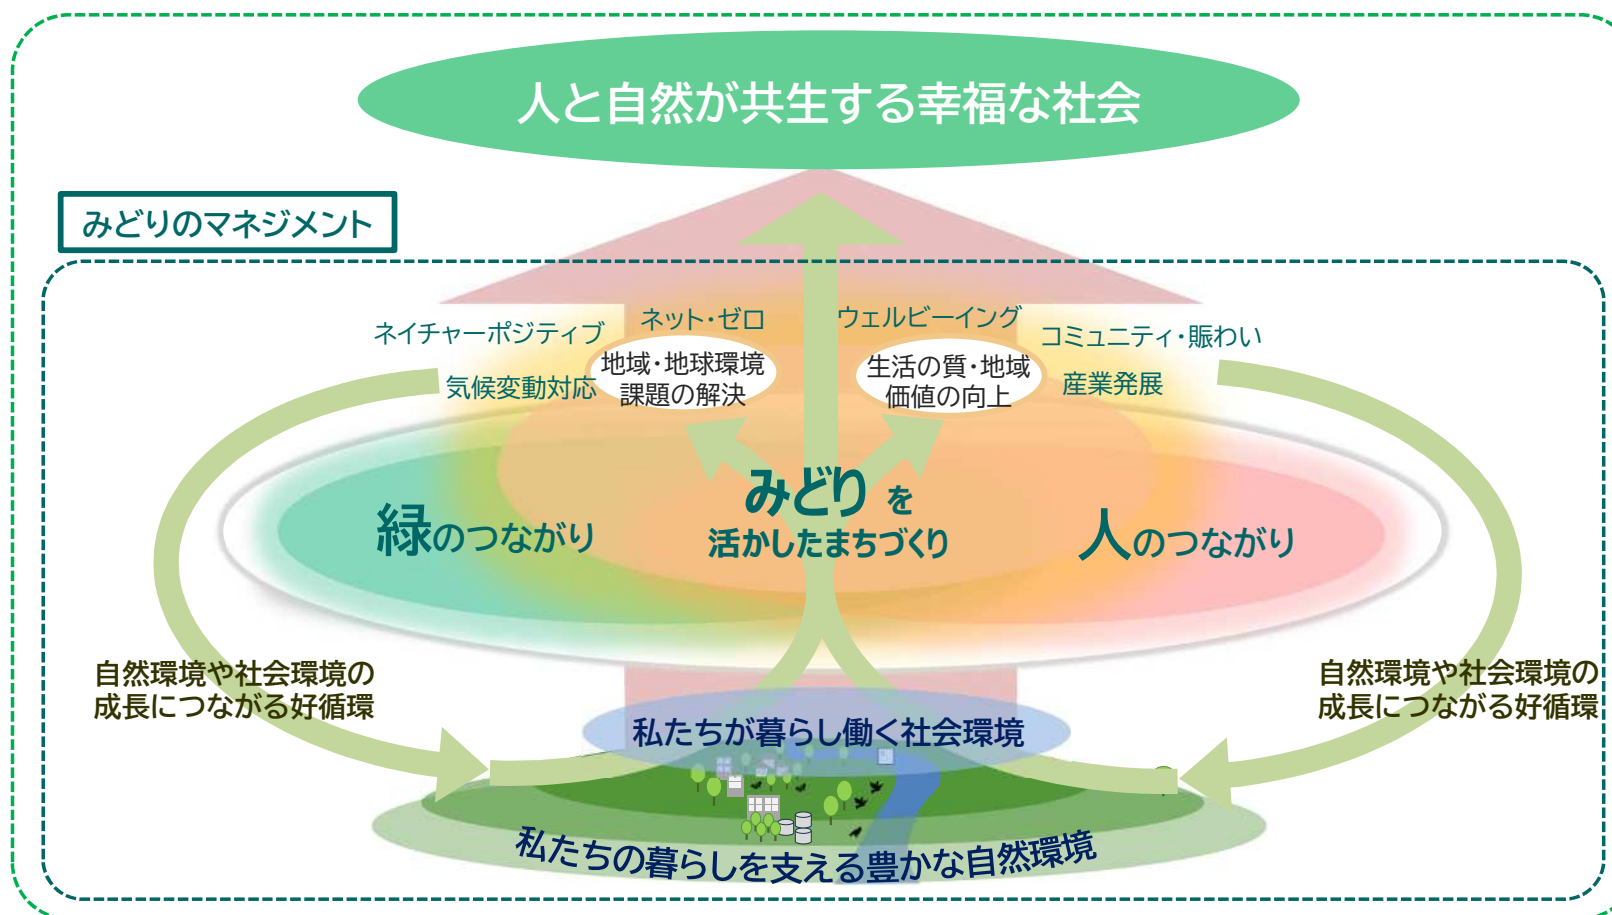 人と自然が共生する幸福な社会
みどりのマネジメント
ネイチャーポジティブ
ネット・ゼロ
ウェルビーイング
コミュニティ・賑わい
気候変動対応
地域・地球環境
課題の解決
生活の質・地域
価値の向上
産業発展
緑のつながり
みどり を
活かしたまちづくり
人のつながり
自然環境や社会環境の
成長につながる好循環
自然環境や社会環境の
成長につながる好循環
私たちが暮らし働く社会環境
私たちの暮らしを支える豊かな自然環境